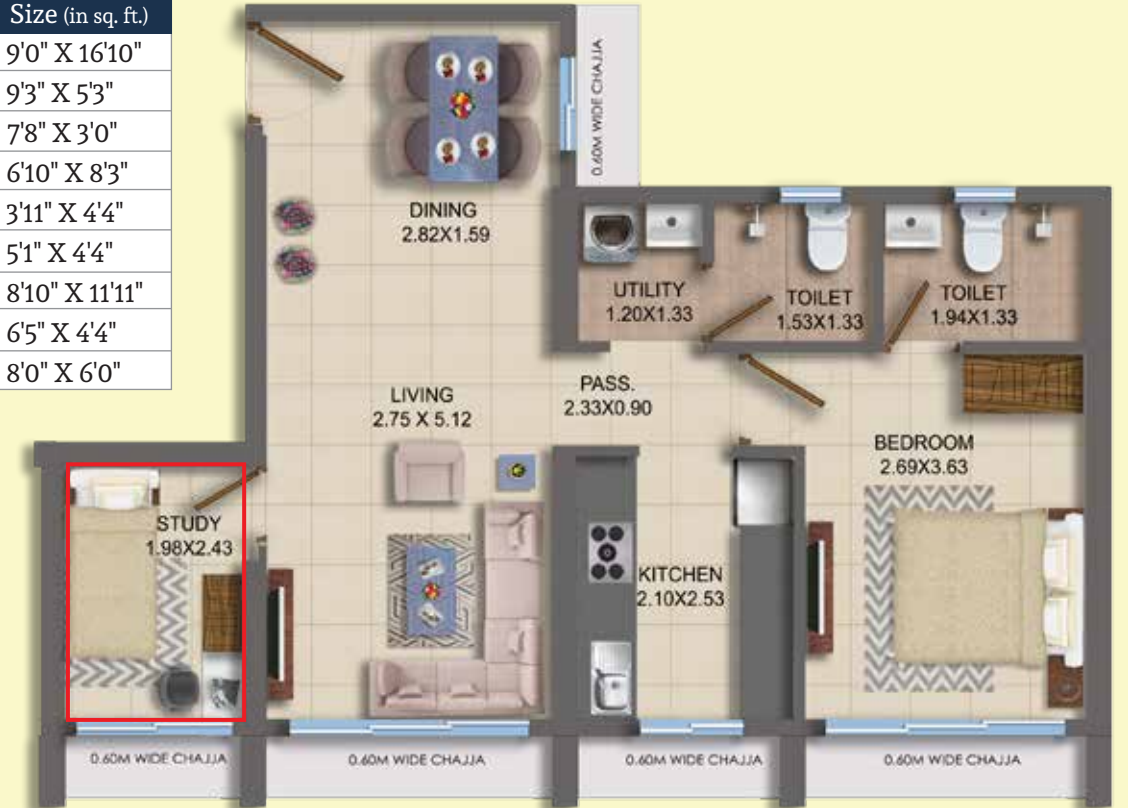 Size (in sq. ft.)
9'0" X 16'10"
9'3" X 5'3"
7'8" X 3'0"
6'10" X 8'3"
3'11" X 4'4"
5'1" X 4'4"
8'10" X 11'11"
6'5" X 4'4"
8'0" X 6'0"
0.60M WIDE CHAJJA
DINING
2.82X1.59
UTILITY
1.20X1.33
TOILET
1.53X1.33
TOILET
1.94X1.33
LIVING
2.75 X 5.12
PASS.
2.33X0.90
BEDROOM
2.69X3.63
STUDY
1.98X2.43
KITCHEN
2.10X2.53
0.60M WIDE CHAJJA
0.60M WIDE CHAJJA
0.60M WIDE CHAJJA
0.60M WIDE CHAJJA